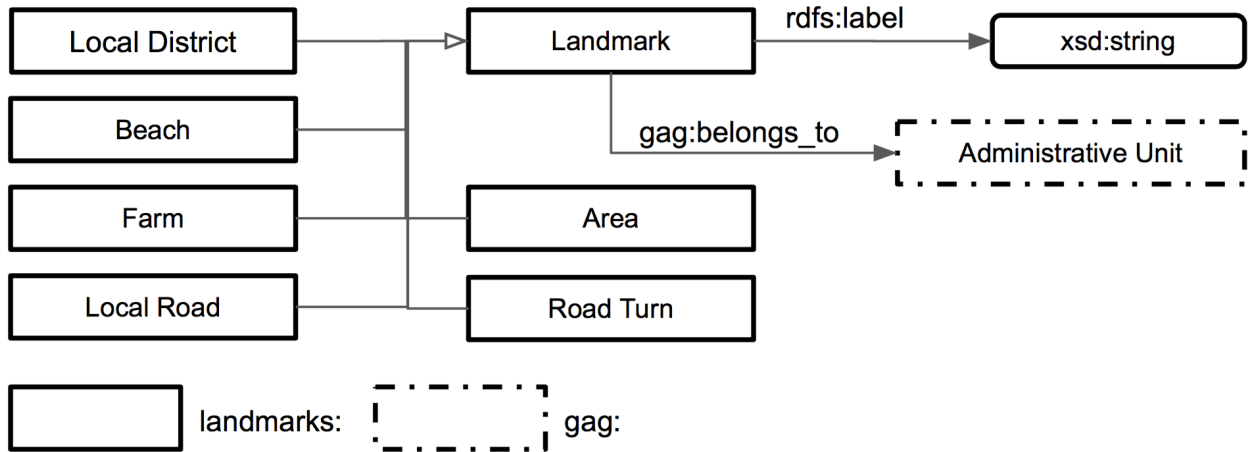 Local District
Landmark
rdfs:label
xsd:string
Beach
gag:belongs_to
Administrative Unit
Farm
Area
Local Road
Road Turn
landmarks:
gag: